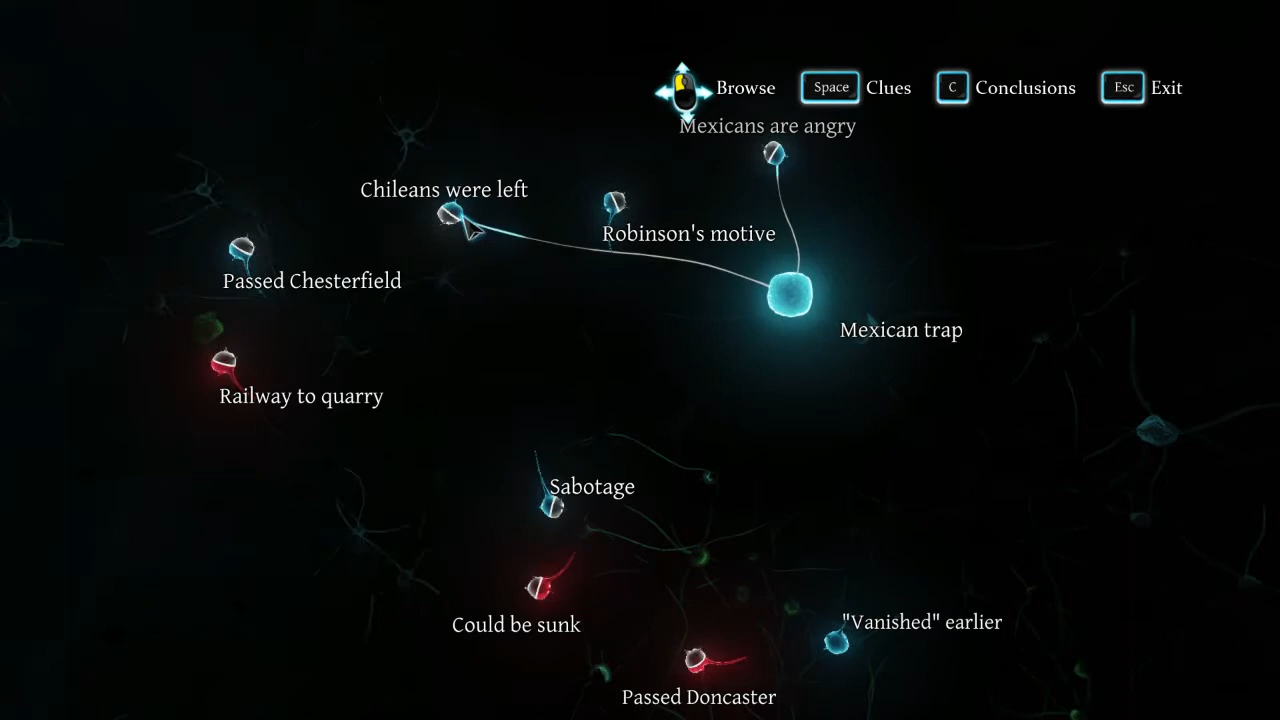 Browse
Space
Clues
C
Conclusions
Esc
Exit
Mexicans are angry
Chileans were left
Robinson's motive
Passed Chesterfield
Mexican trap
Railway to quarry
Sabotage
Could be sunk
"Vanished" earlier
Passed Doncaster